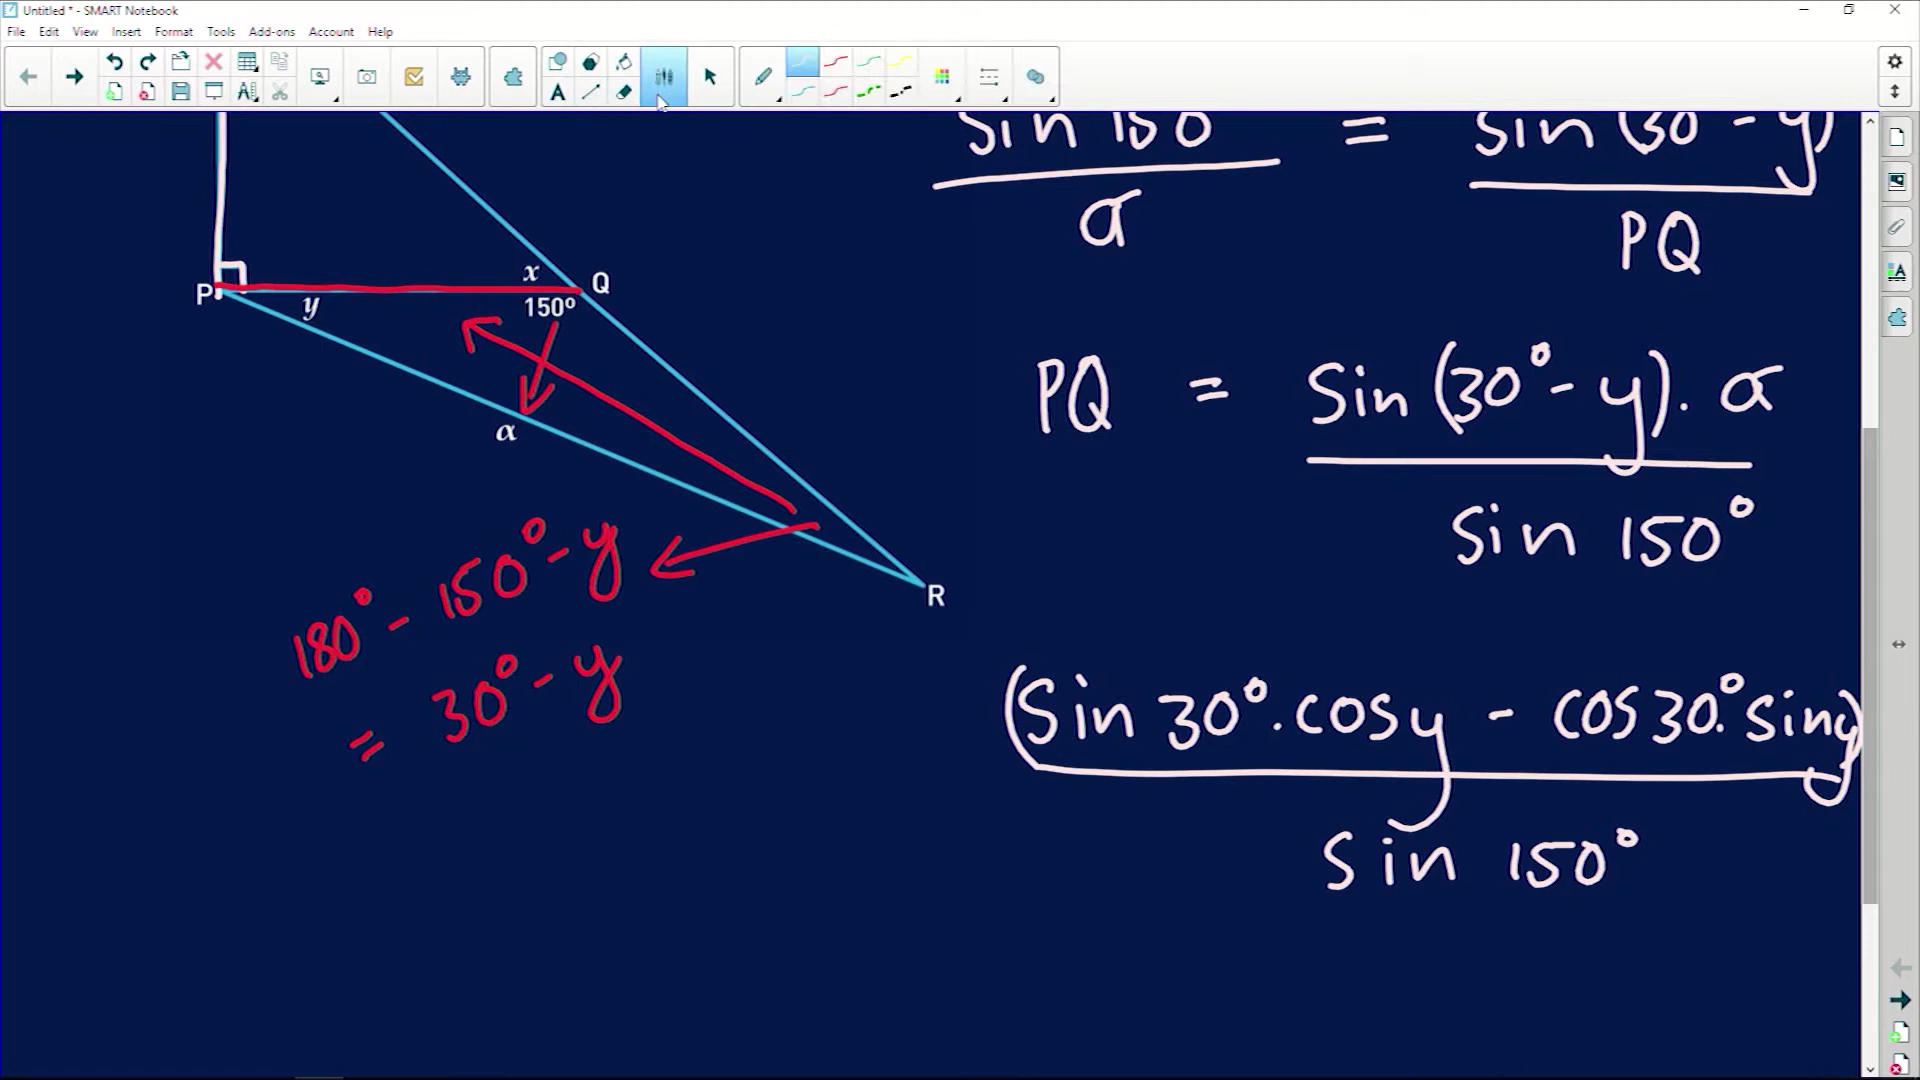 Untitled * - SMART Notebook
File Edit View Insert Format Tools Add-ons Account Help
sin 150 = sin (30 - y)
a PQ
x
P Q
y 150º
PQ = sin (30° - y) . a
sin 150°
α
R
180° - 150° - y
= 30° - y
(sin 30° . cos y - cos 30° . sin y)
sin 150°